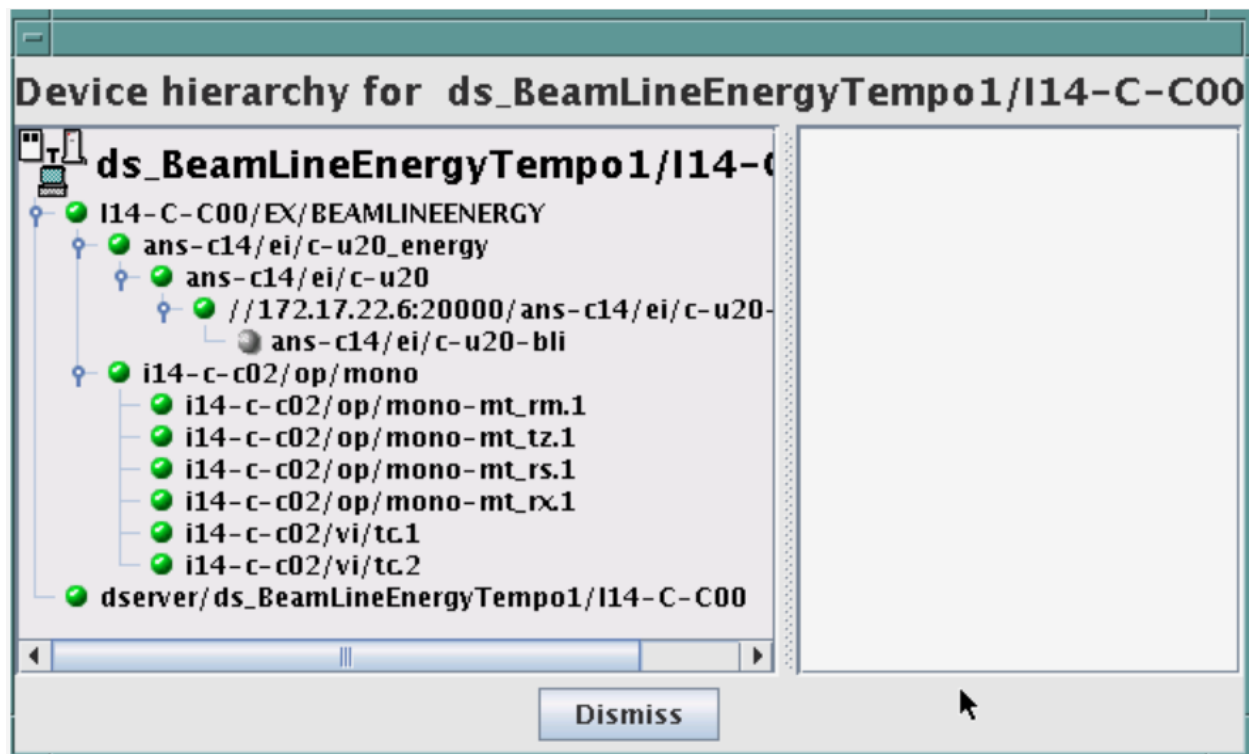 Device hierarchy for ds_BeamLineEnergyTempo1/I14-C-C00
ds_BeamLineEnergyTempo1/I14-
I14-C-C00/EX/BEAMLINEENERGY
ans-c14/ei/c-u20_energy
ans-c14/ei/c-u20
//172.17.22.6:20000/ans-c14/ei/c-u20-
ans-c14/ei/c-u20-bli
i14-c-c02/op/mono
i14-c-c02/op/mono-mt_rm.1
i14-c-c02/op/mono-mt_tz.1
i14-c-c02/op/mono-mt_rs.1
i14-c-c02/op/mono-mt_rx.1
i14-c-c02/vi/tc.1
i14-c-c02/vi/tc.2
dserver/ds_BeamLineEnergyTempo1/I14-C-C00
Dismiss